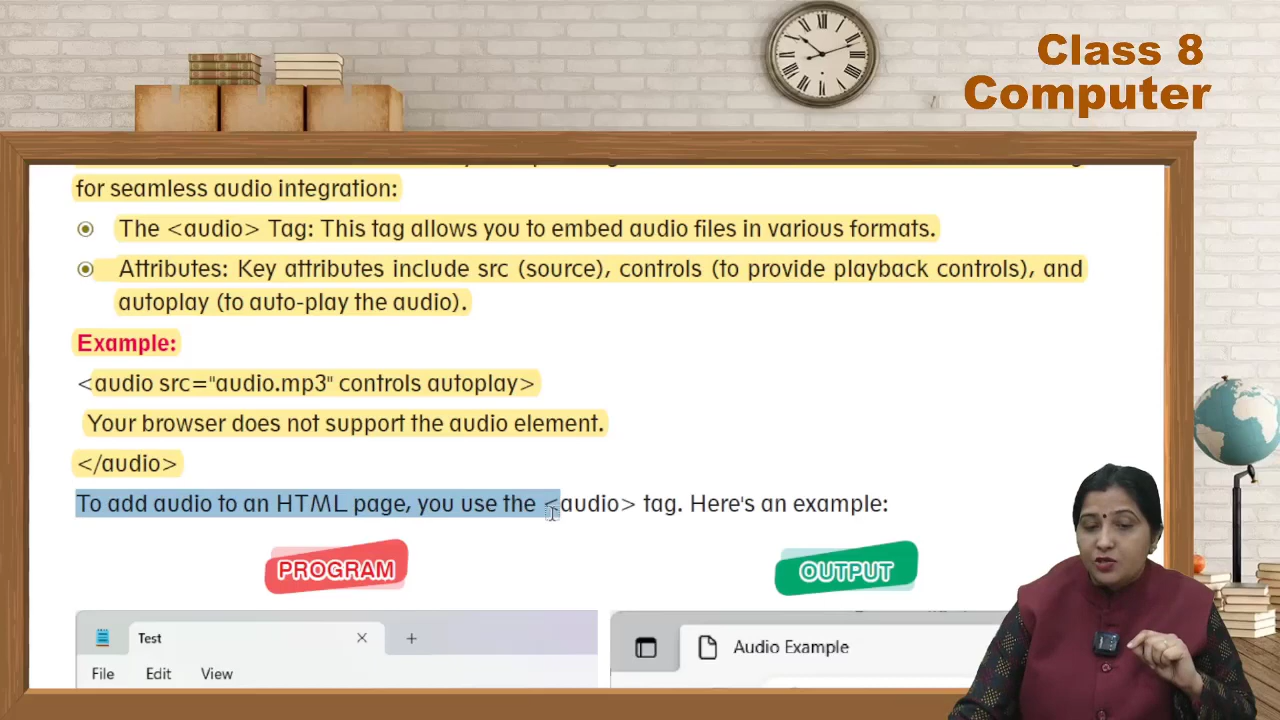 Class 8
Computer
for seamless audio integration:
The <audio> Tag: This tag allows you to embed audio files in various formats.
Attributes: Key attributes include src (source), controls (to provide playback controls), and
autoplay (to auto-play the audio).
Example:
<audio src="audio.mp3" controls autoplay>
Your browser does not support the audio element.
</audio>
To add audio to an HTML page, you use the <audio> tag. Here's an example:
PROGRAM
OUTPUT
Test
Audio Example
File Edit View